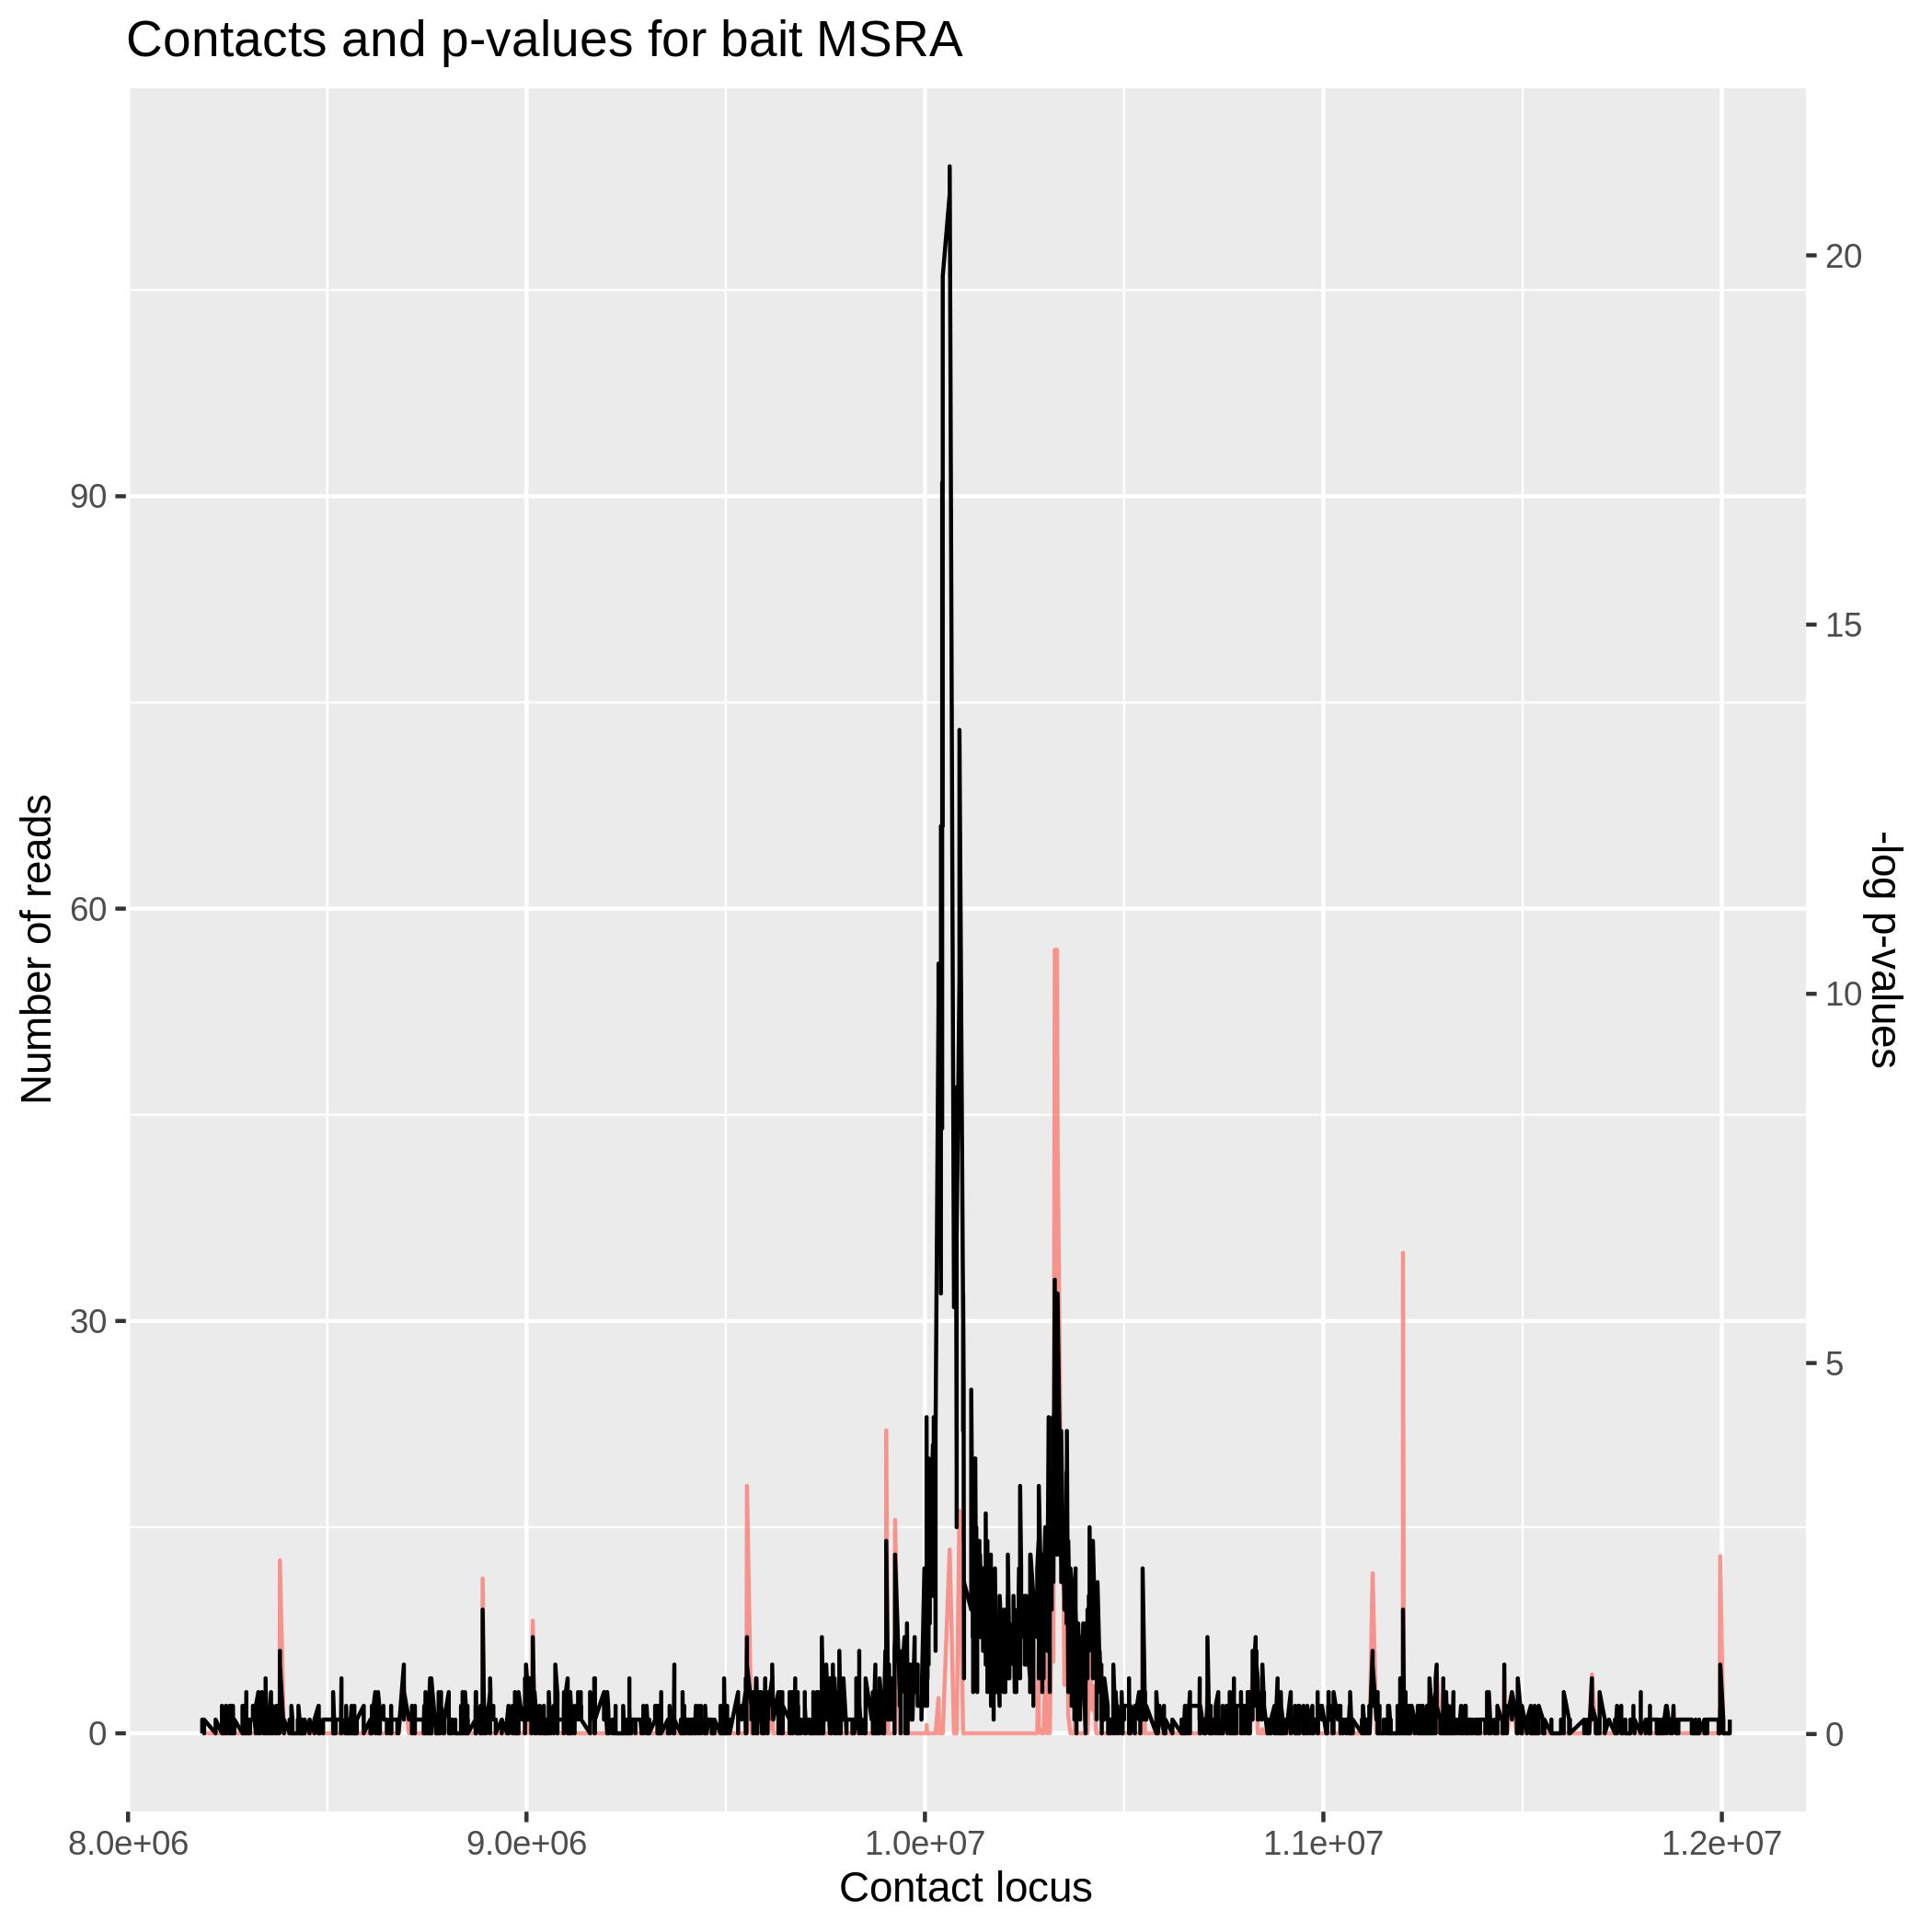 Contacts and p-values for bait MSRA
Number of reads
90
60
30
0
20
15
10
5
0
-log p-values
8.0e+06
9.0e+06
1.0e+07
1.1e+07
1.2e+07
Contact locus